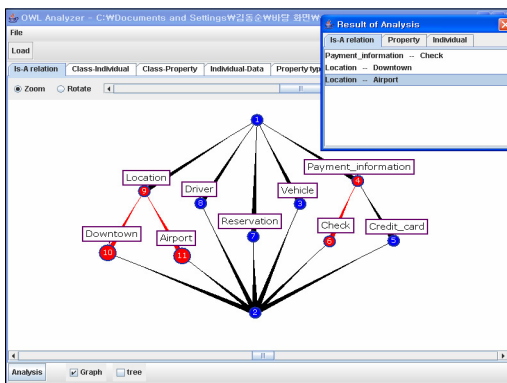 OWL Analyzer - C:₩Documents and Settings₩김동순₩바탕 화면₩
File
Load
Is-A relation Class-Individual Class-Property Individual-Data Property typ
Zoom Rotate
Result of Analysis
Is-A relation Property Individual
Payment_information -- Check
Location -- Downtown
Location -- Airport
1
Payment_information
4
Location
9
Driver
8
Vehicle
3
Reservation
7
Downtown
10
Airport
11
Check
6
Credit_card
5
2
Analysis Graph tree